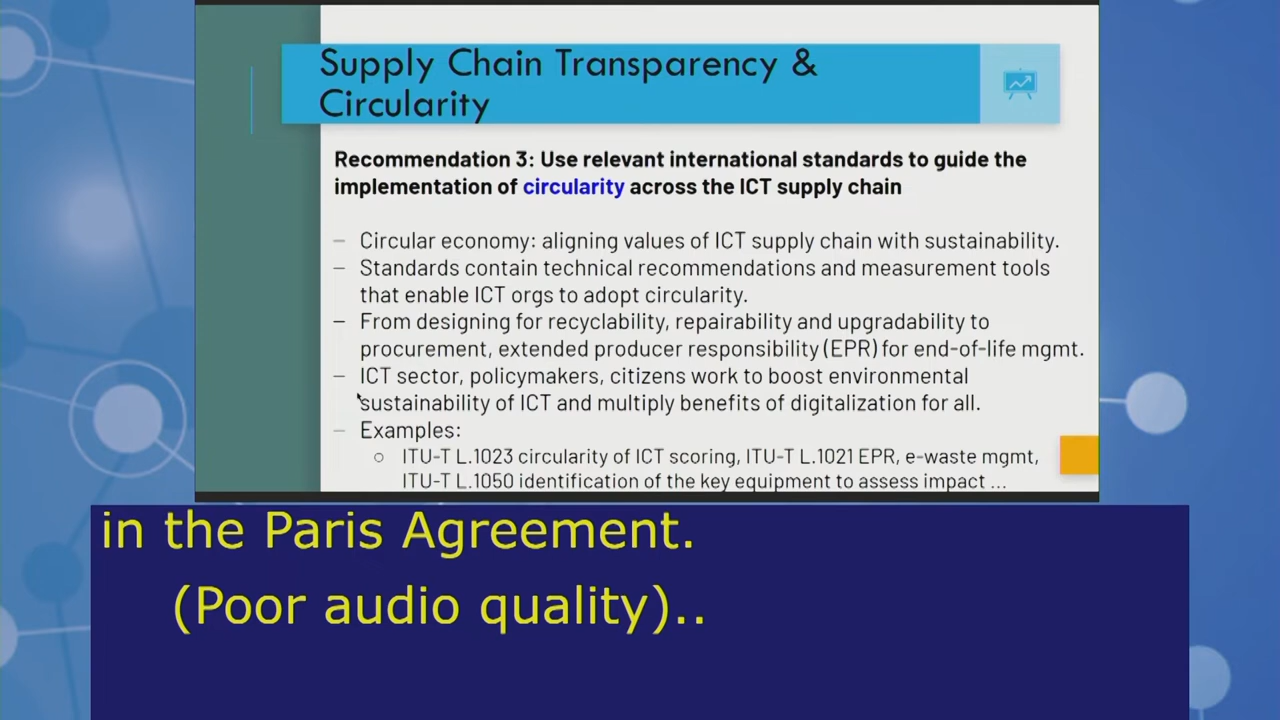 Supply Chain Transparency &
Circularity
Recommendation 3: Use relevant international standards to guide the
implementation of circularity across the ICT supply chain
– Circular economy: aligning values of ICT supply chain with sustainability.
– Standards contain technical recommendations and measurement tools
that enable ICT orgs to adopt circularity.
– From designing for recyclability, repairability and upgradability to
procurement, extended producer responsibility (EPR) for end-of-life mgmt.
– ICT sector, policymakers, citizens work to boost environmental
sustainability of ICT and multiply benefits of digitalization for all.
– Examples:
○ ITU-T L.1023 circularity of ICT scoring, ITU-T L.1021 EPR, e-waste mgmt,
ITU-T L.1050 identification of the key equipment to assess impact ...
in the Paris Agreement.
(Poor audio quality)..